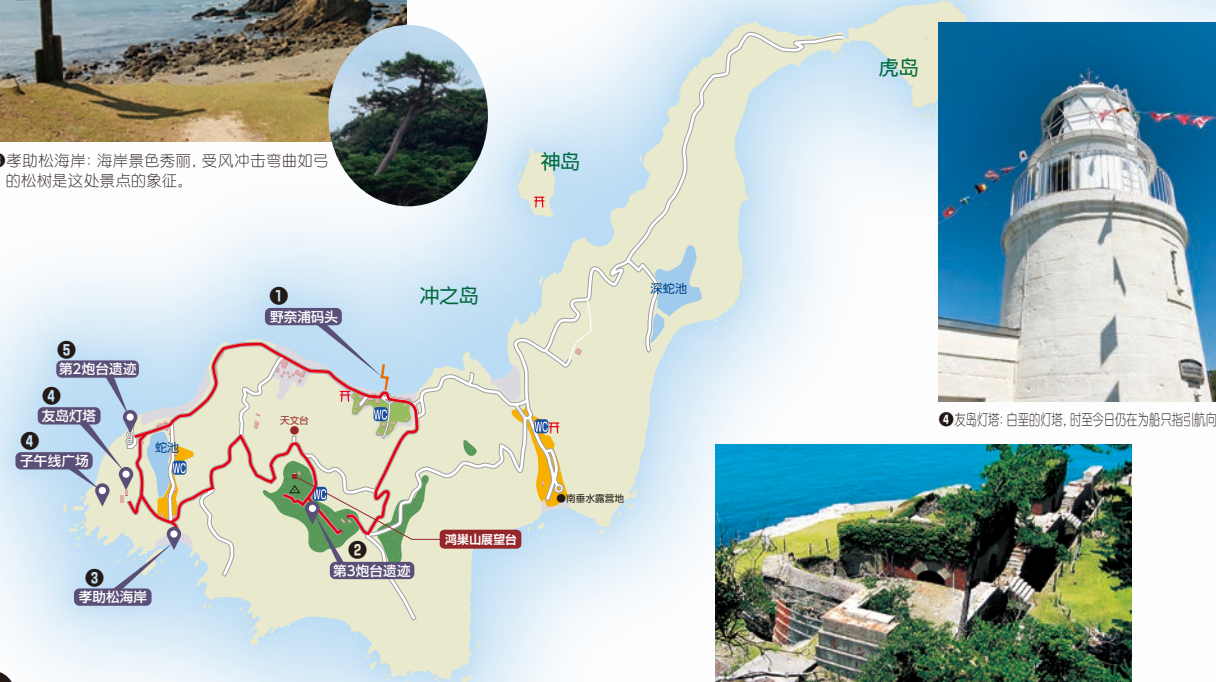 ❸孝助松海岸: 海岸景色秀丽, 受风冲击弯曲如弓
的松树是这处景点的象征。
虎岛
神岛
深蛇池
冲之岛
❶
野奈浦码头
❺
第2炮台遗迹
❹
友岛灯塔
❹
子午线广场
蛇池
WC
天文台
WC
WC
WC
南垂水露营地
鸿巢山展望台
❷
第3炮台遗迹
❸
孝助松海岸
❹友岛灯塔: 白垩的灯塔, 时至今日仍在为船只指引航向